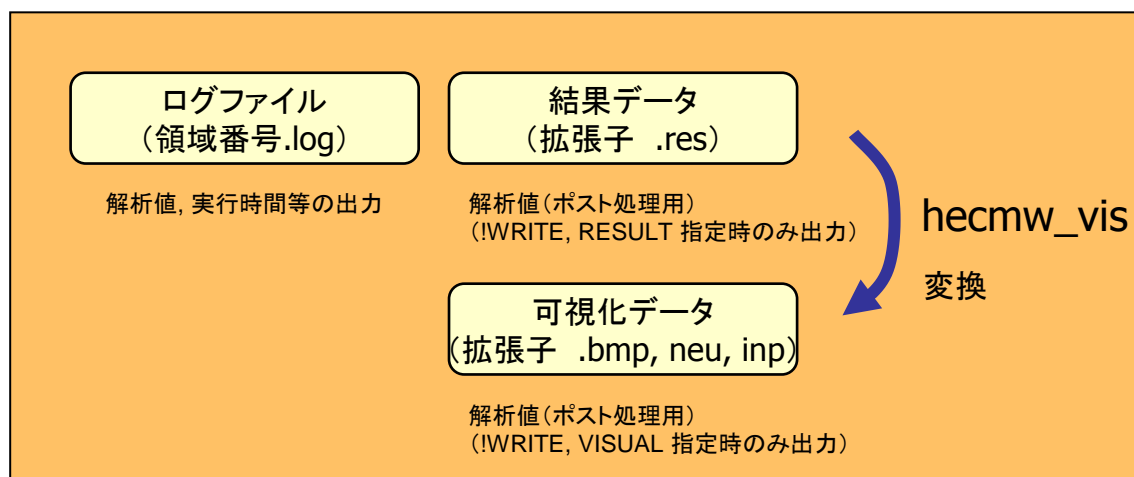 ログファイル
（領域番号.log）
解析値, 実行時間等の出力
結果データ
（拡張子 .res）
解析値（ポスト処理用）
（!WRITE, RESULT 指定時のみ出力）
hecmw_vis
変換
可視化データ
（拡張子 .bmp, neu, inp）
解析値（ポスト処理用）
（!WRITE, VISUAL 指定時のみ出力）